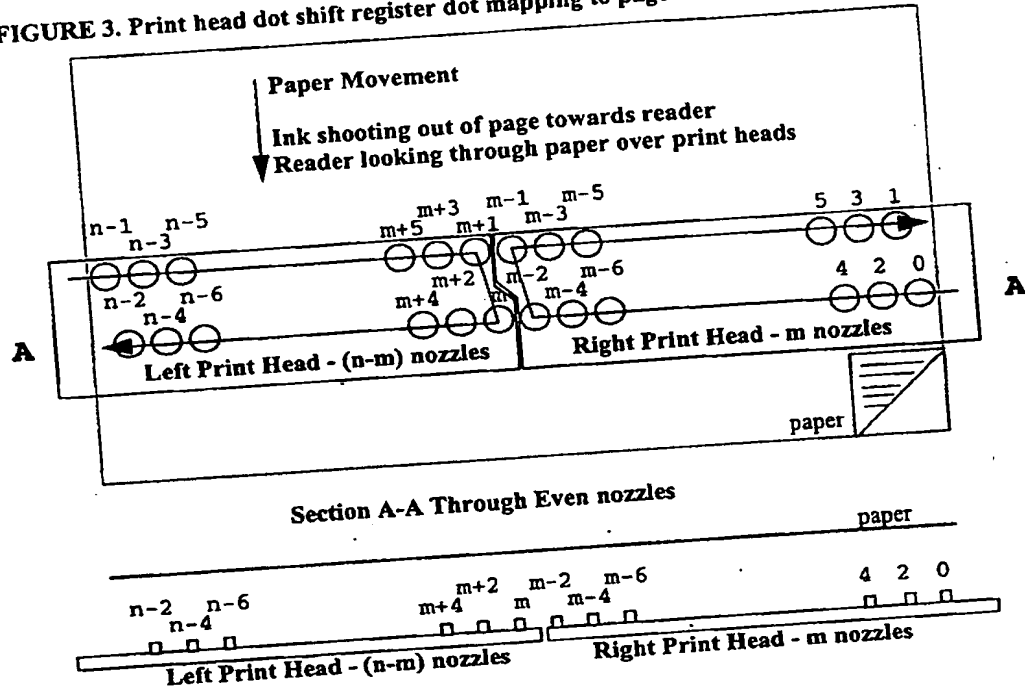 FIGURE 3. Print head dot shift register dot mapping to
Paper Movement
Ink shooting out of page towards reader
Reader looking through paper over print heads
n-1 n-3 n-5 m+5 m+3 m+1 m-1 m-3 m-5 5 3 1
n-2 n-4 n-6 m+4 m+2 m m-2 m-4 m-6 4 2 0
A A
Left Print Head - (n-m) nozzles Right Print Head - m nozzles
paper
Section A-A Through Even nozzles
paper
n-2 n-4 n-6 m+4 m+2 m m-2 m-4 m-6 4 2 0
Left Print Head - (n-m) nozzles Right Print Head - m nozzles